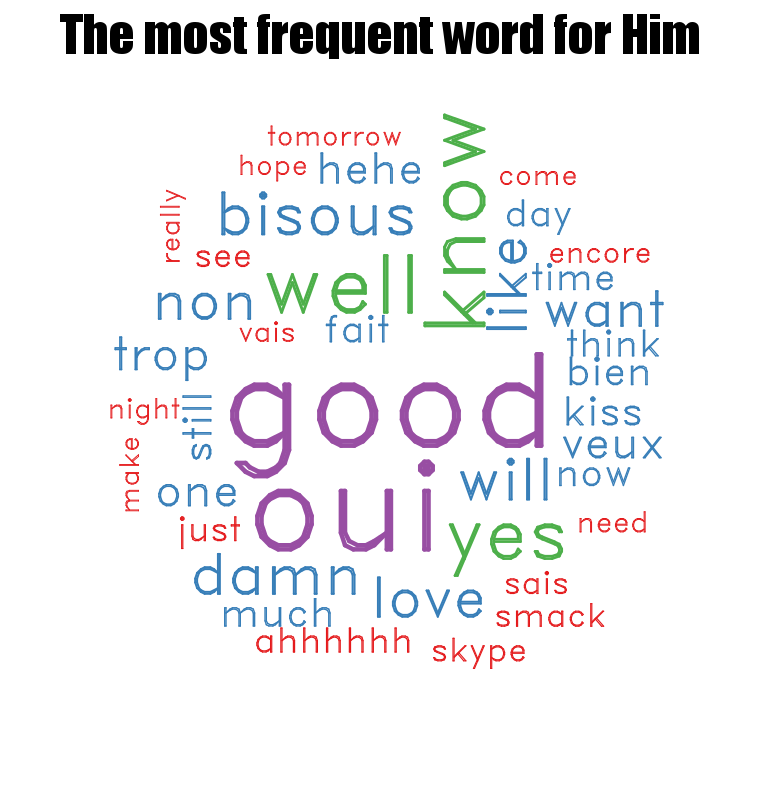 The most frequent word for Him
tomorrow
know
hope
hehe
come
really
bisous
day
see
like
encore
well
time
non
want
vais
fait
think
trop
bien
good
night
still
kiss
veux
make
will
now
one
oui
just
yes
need
damn
love
sais
much
smack
ahhhhhh
skype